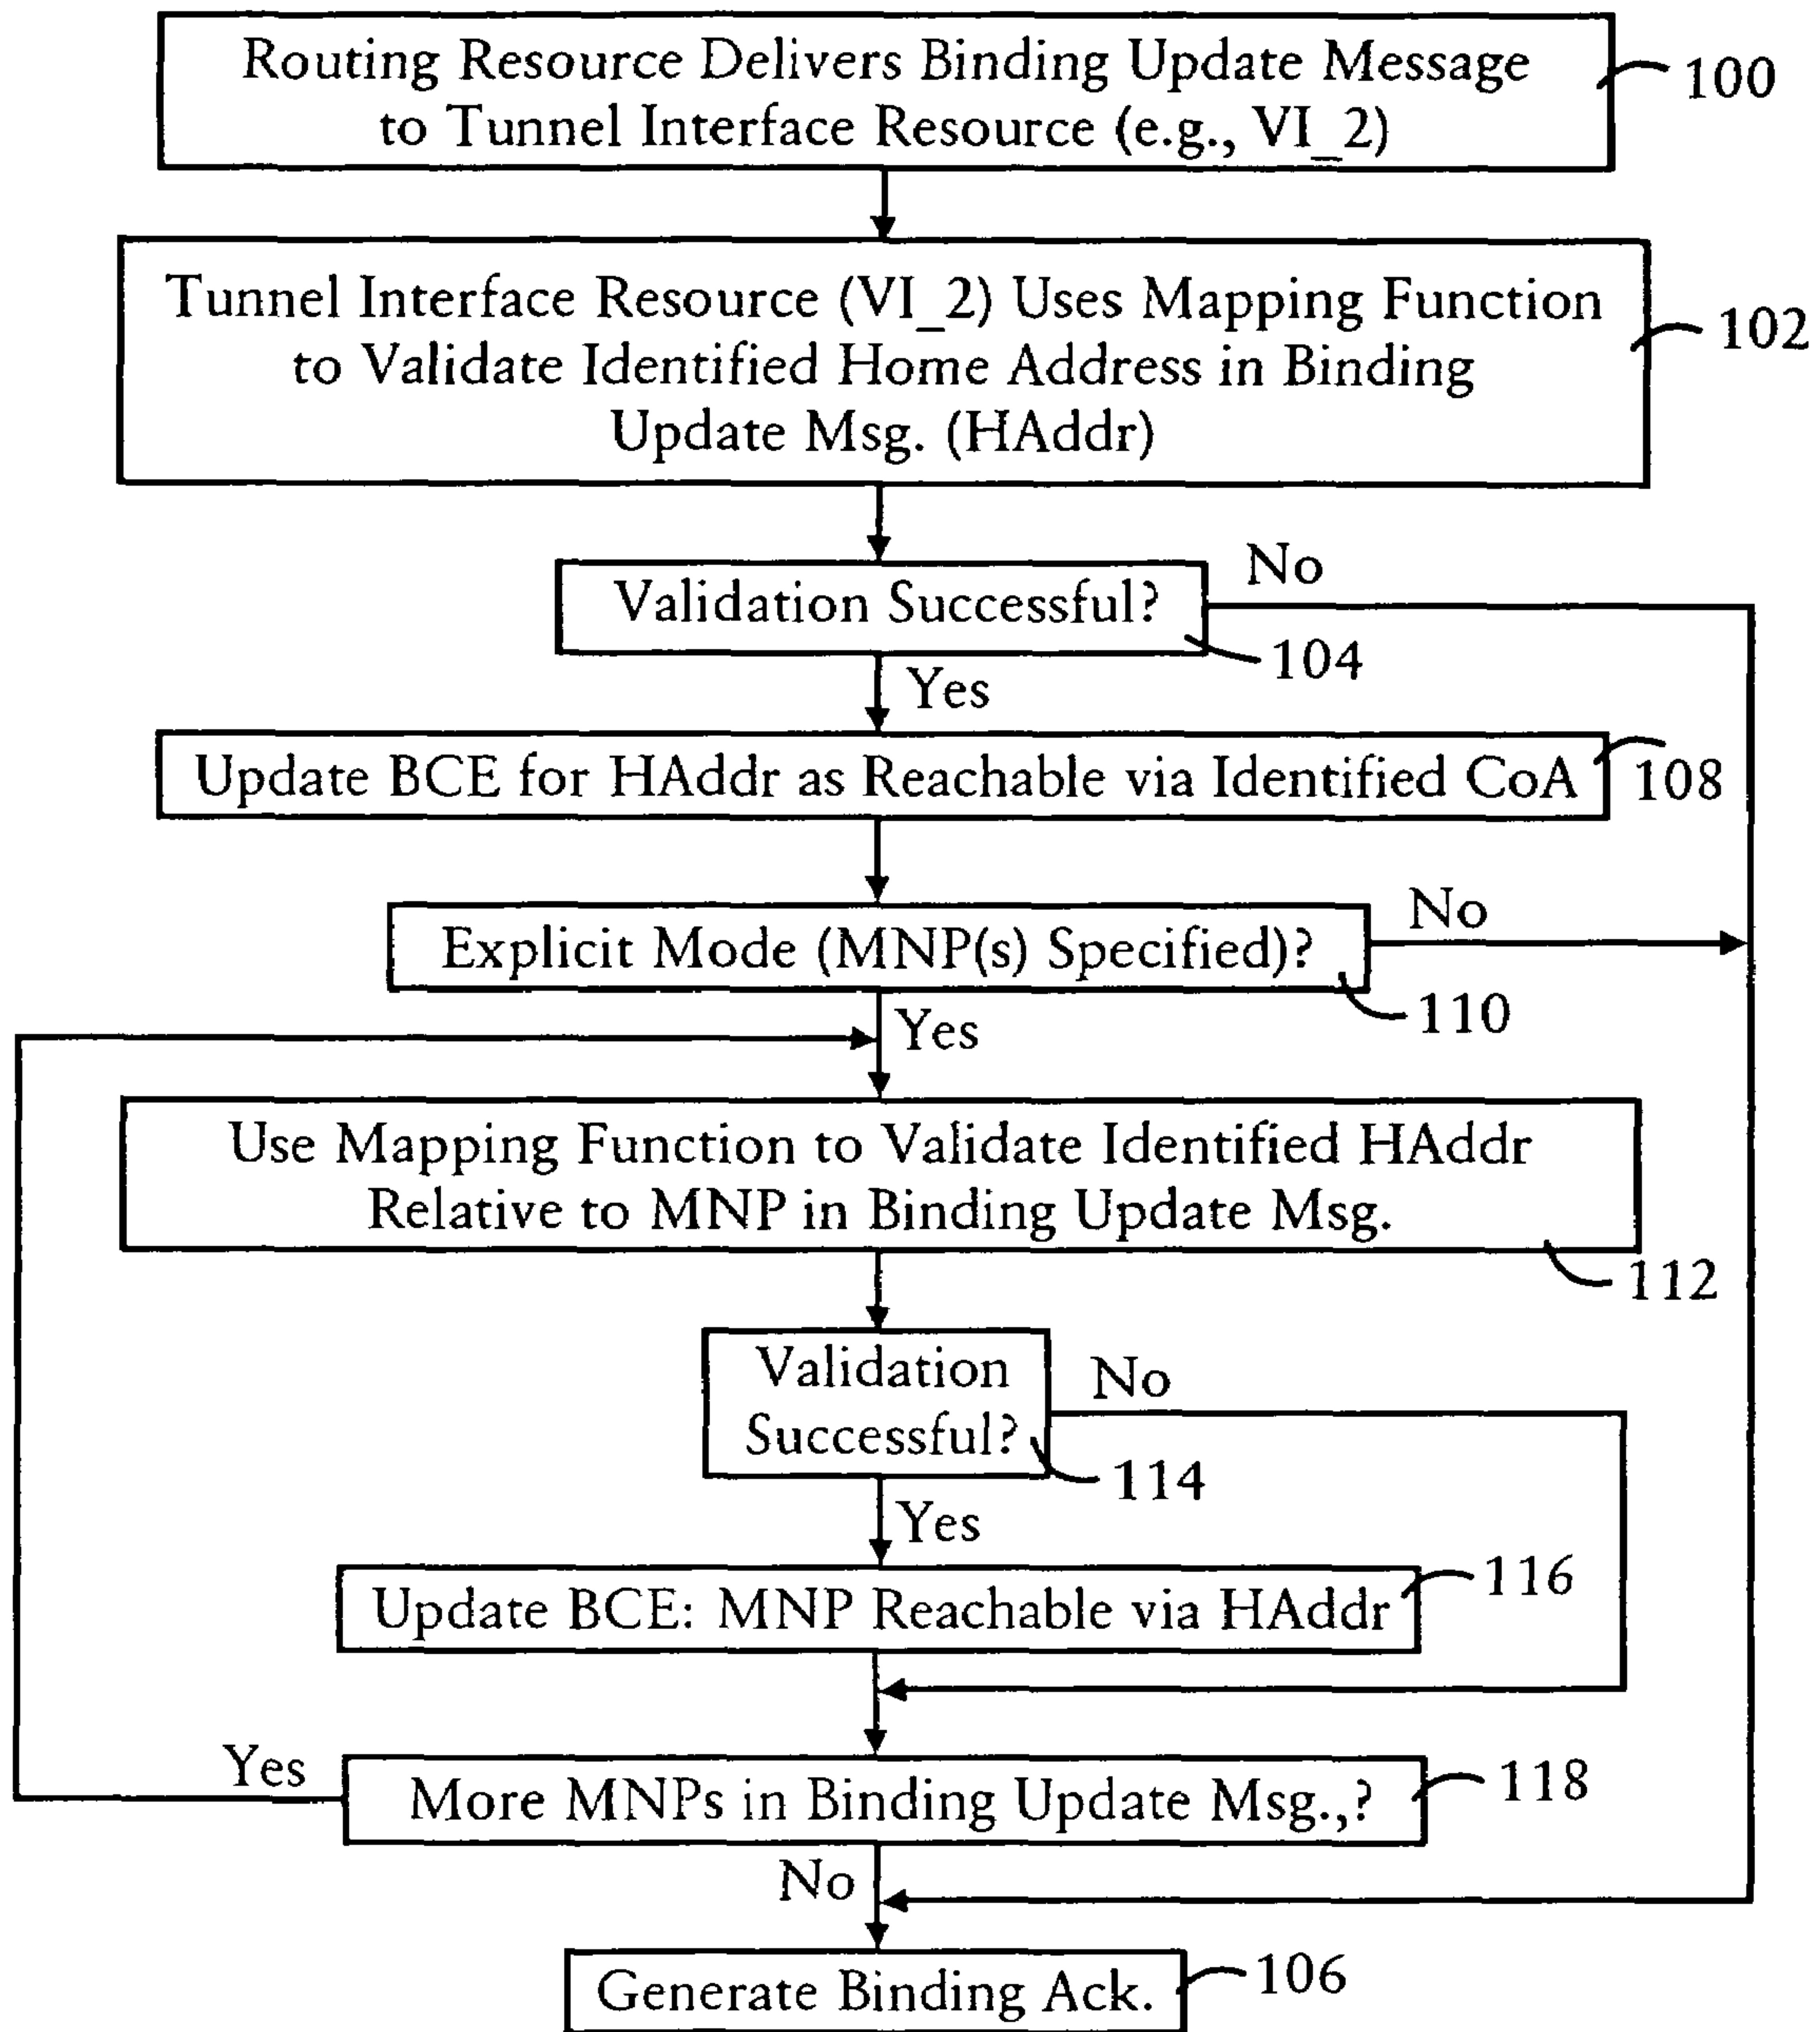 Routing Resource Delivers Binding Update Message
to Tunnel Interface Resource (e.g., VI_2)
100
Tunnel Interface Resource (VI_2) Uses Mapping Function
to Validate Identified Home Address in Binding
Update Msg. (HAddr)
102
Validation Successful?
No
104
Yes
Update BCE for HAddr as Reachable via Identified CoA
108
Explicit Mode (MNP(s) Specified)?
No
110
Yes
Use Mapping Function to Validate Identified HAddr
Relative to MNP in Binding Update Msg.
112
Validation
Successful?
No
114
Yes
Update BCE: MNP Reachable via HAddr
116
Yes
More MNPs in Binding Update Msg.,?
118
No
Generate Binding Ack.
106